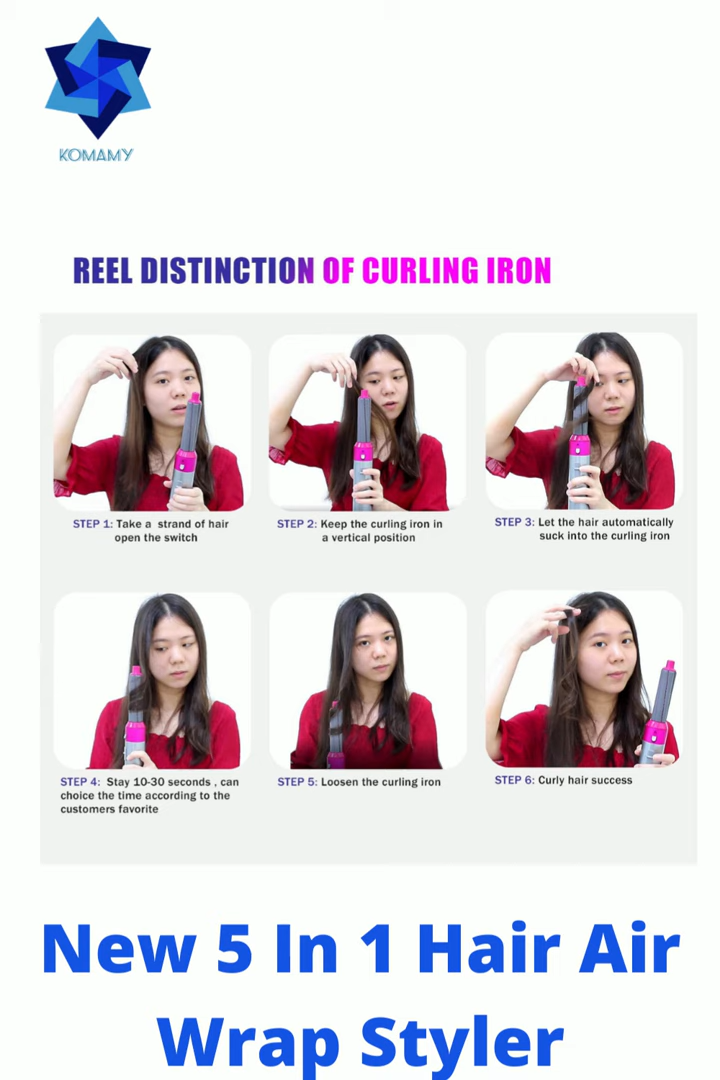 KOMAMY
REEL DISTINCTION OF CURLING IRON
STEP 1: Take a strand of hair
open the switch
STEP 2: Keep the curling iron in
a vertical position
STEP 3: Let the hair automatically
suck into the curling iron
STEP 4: Stay 10-30 seconds , can
choice the time according to the
customers favorite
STEP 5: Loosen the curling iron
STEP 6: Curly hair success
New 5 In 1 Hair Air
Wrap Styler